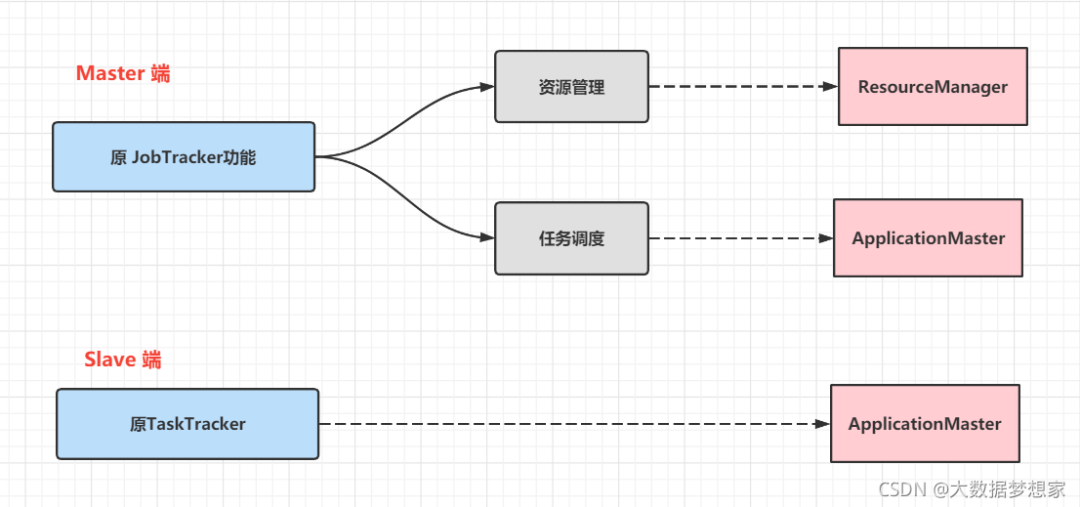 Master 端
资源管理
ResourceManager
原 JobTracker功能
任务调度
ApplicationMaster
Slave 端
原TaskTracker
ApplicationMaster
CSDN @大数据梦想家